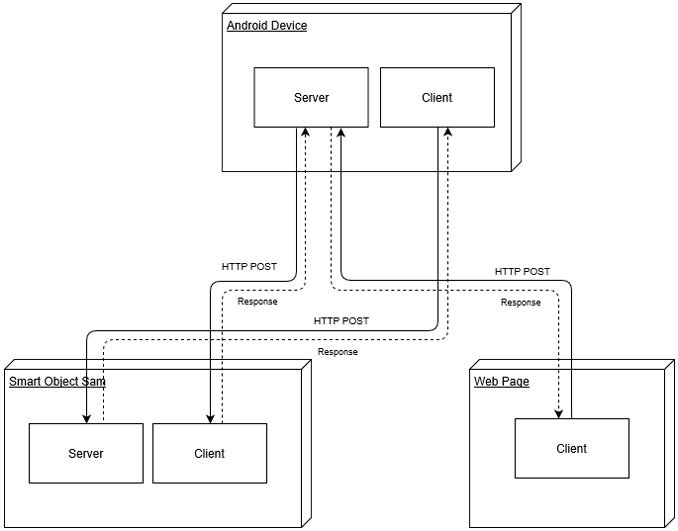 Android Device
Server
Client
HTTP POST
HTTP POST
Response
Response
HTTP POST
Response
Smart Object Sam
Web Page
Server
Client
Client